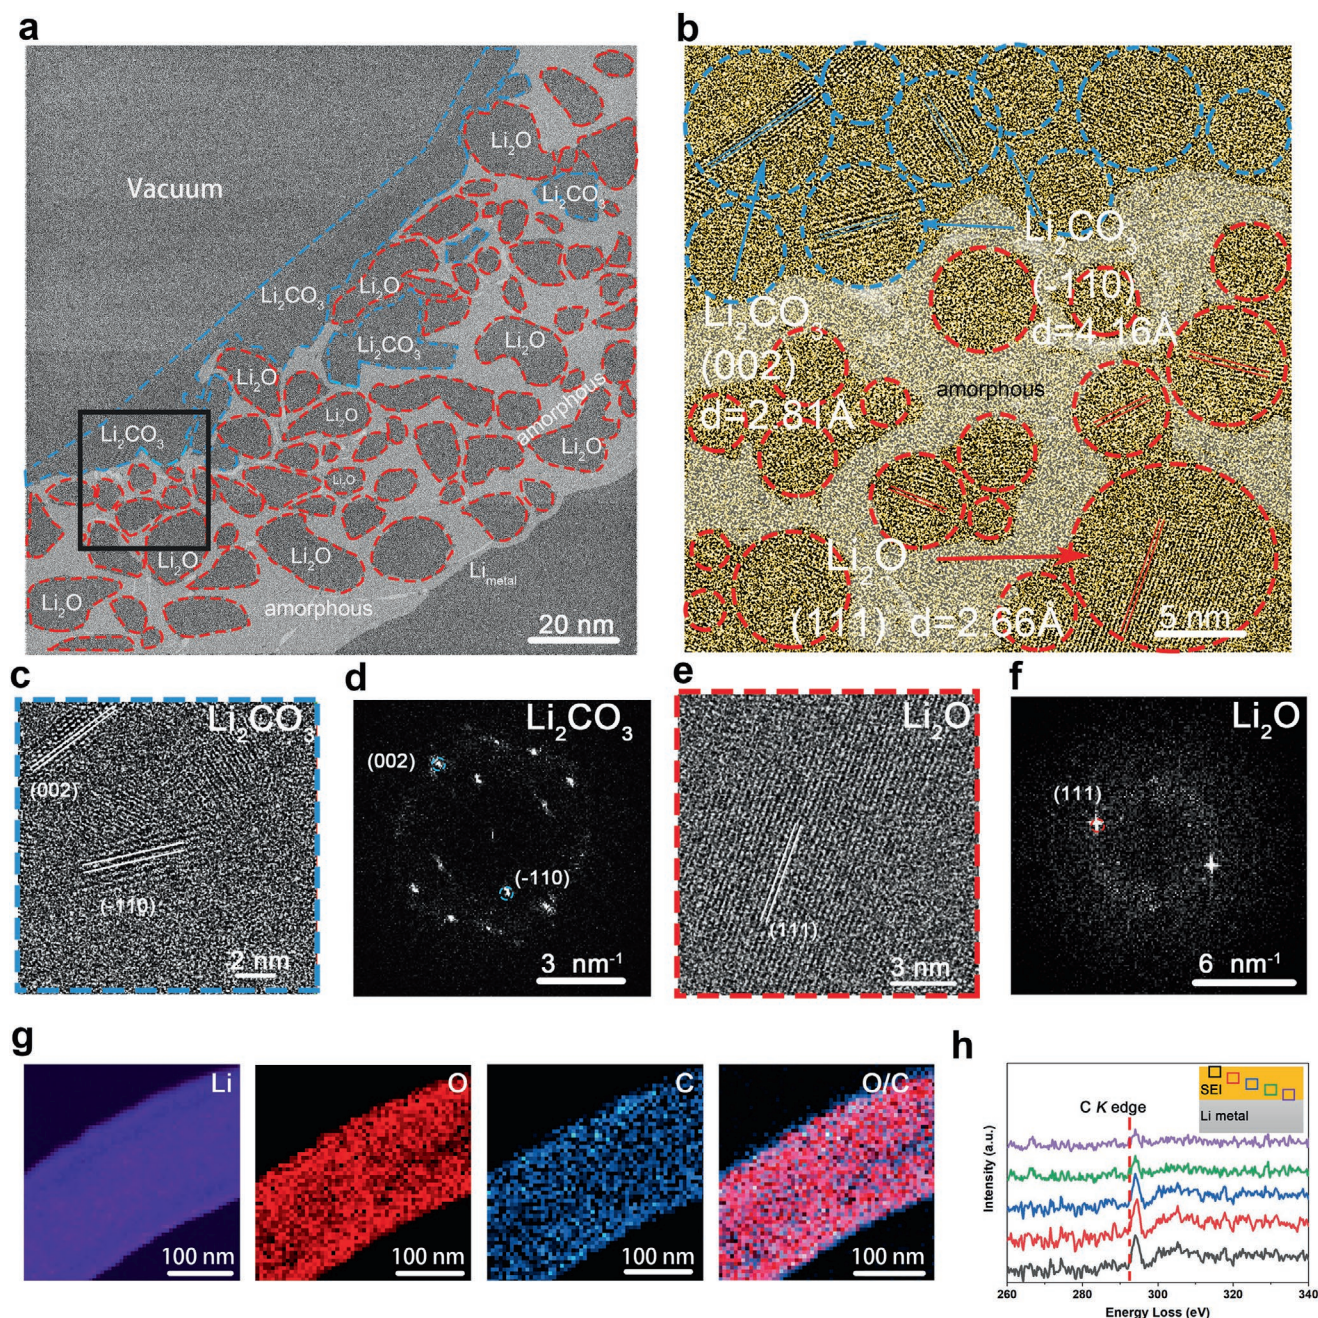 a
Vacuum
Li2O
Li2CO3
Li2CO3
Li2O
Li2CO3
Li2O
Li2O
Li2O
amorphous
Li2CO3
Li2O
Li2O
Li2O
Li2O
Li metal
Li2O
amorphous
20 nm
b
Li2CO3
(-110)
d=4.16Å
Li2CO3
(002)
d=2.81Å
amorphous
Li2O
(111) d=2.66Å
5 nm
c
Li2CO3
(002)
(-110)
2 nm
d
Li2CO3
(002)
(-110)
3 nm-1
e
Li2O
(111)
3 nm
f
Li2O
(111)
6 nm-1
g
Li
100 nm
O
100 nm
C
100 nm
O/C
100 nm
h
SEI
Li metal
C K edge
Intensity (a.u.)
260 280 300 320 340
Energy Loss (eV)